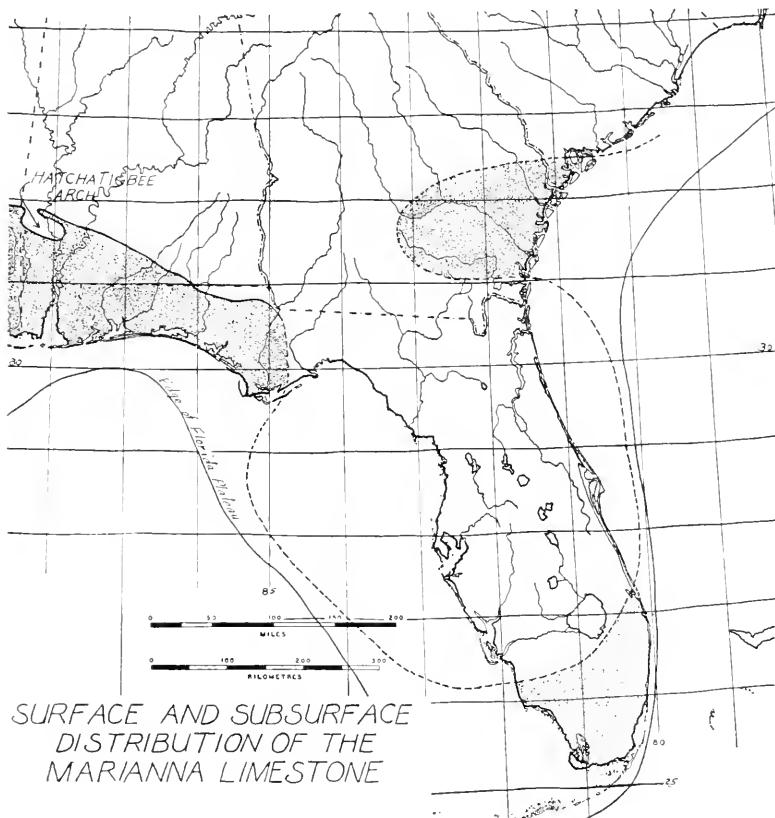 HATCHATIGBEE
ARCH
30
30
Edge of Florida Plateau
85
0 50 100 150 200
MILES
0 100 200 300
KILOMETRES
SURFACE AND SUBSURFACE
DISTRIBUTION OF THE
MARIANNA LIMESTONE
80
25